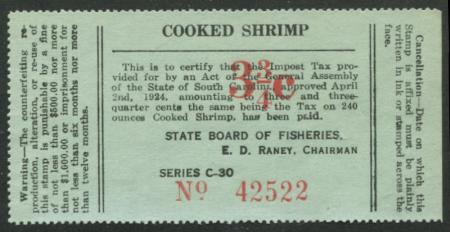 Warning—The counterfeiting re-
production, alteration, or re-use of
this stamp is punishable by a fine
of not less than $500.00 nor more
than $1,000.00 or imprisonment for
not less than six months nor more
than twelve months.
COOKED SHRIMP
This is to certify that the Impost Tax pro-
vided for by an Act of the General Assembly
of the State of South Carolina, approved April
2nd, 1924, amounting to three and three-
quarter cents the same being the Tax on 240
ounces Cooked Shrimp, has been paid.
3¾c
STATE BOARD OF FISHERIES.
E. D. RANEY, CHAIRMAN
SERIES C-30
No 42522
Cancellation: Date on which this
Stamp is affixed must be plainly
written in ink or stamped across the
face.